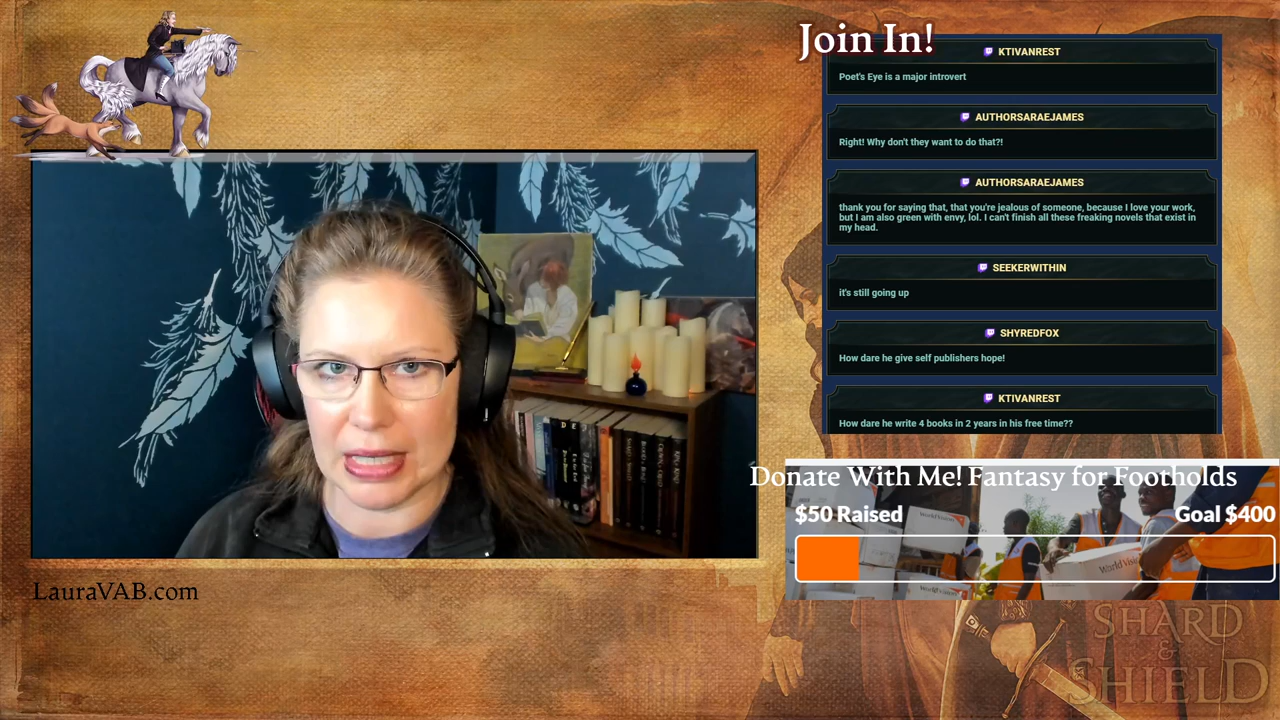 Join In!
KTIVANREST
Poet's Eye is a major introvert
AUTHORSARAEJAMES
Right! Why don't they want to do that?!
AUTHORSARAEJAMES
thank you for saying that, that you're jealous of someone, because I love your work,
but I am also green with envy, lol. I can't finish all these freaking novels that exist in
my head.
SEEKERWITHIN
it's still going up
SHYREDFOX
How dare he give self publishers hope!
KTIVANREST
How dare he write 4 books in 2 years in his free time??
Donate With Me! Fantasy for Footholds
$50 Raised
Goal $400
World Vision
LauraVAB.com
SHARD
&
SHIELD